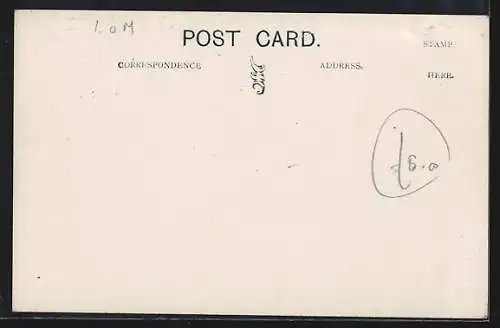 I.O M
POST CARD.
STAMP
CORRESPONDENCE
ADDRESS.
HERE.